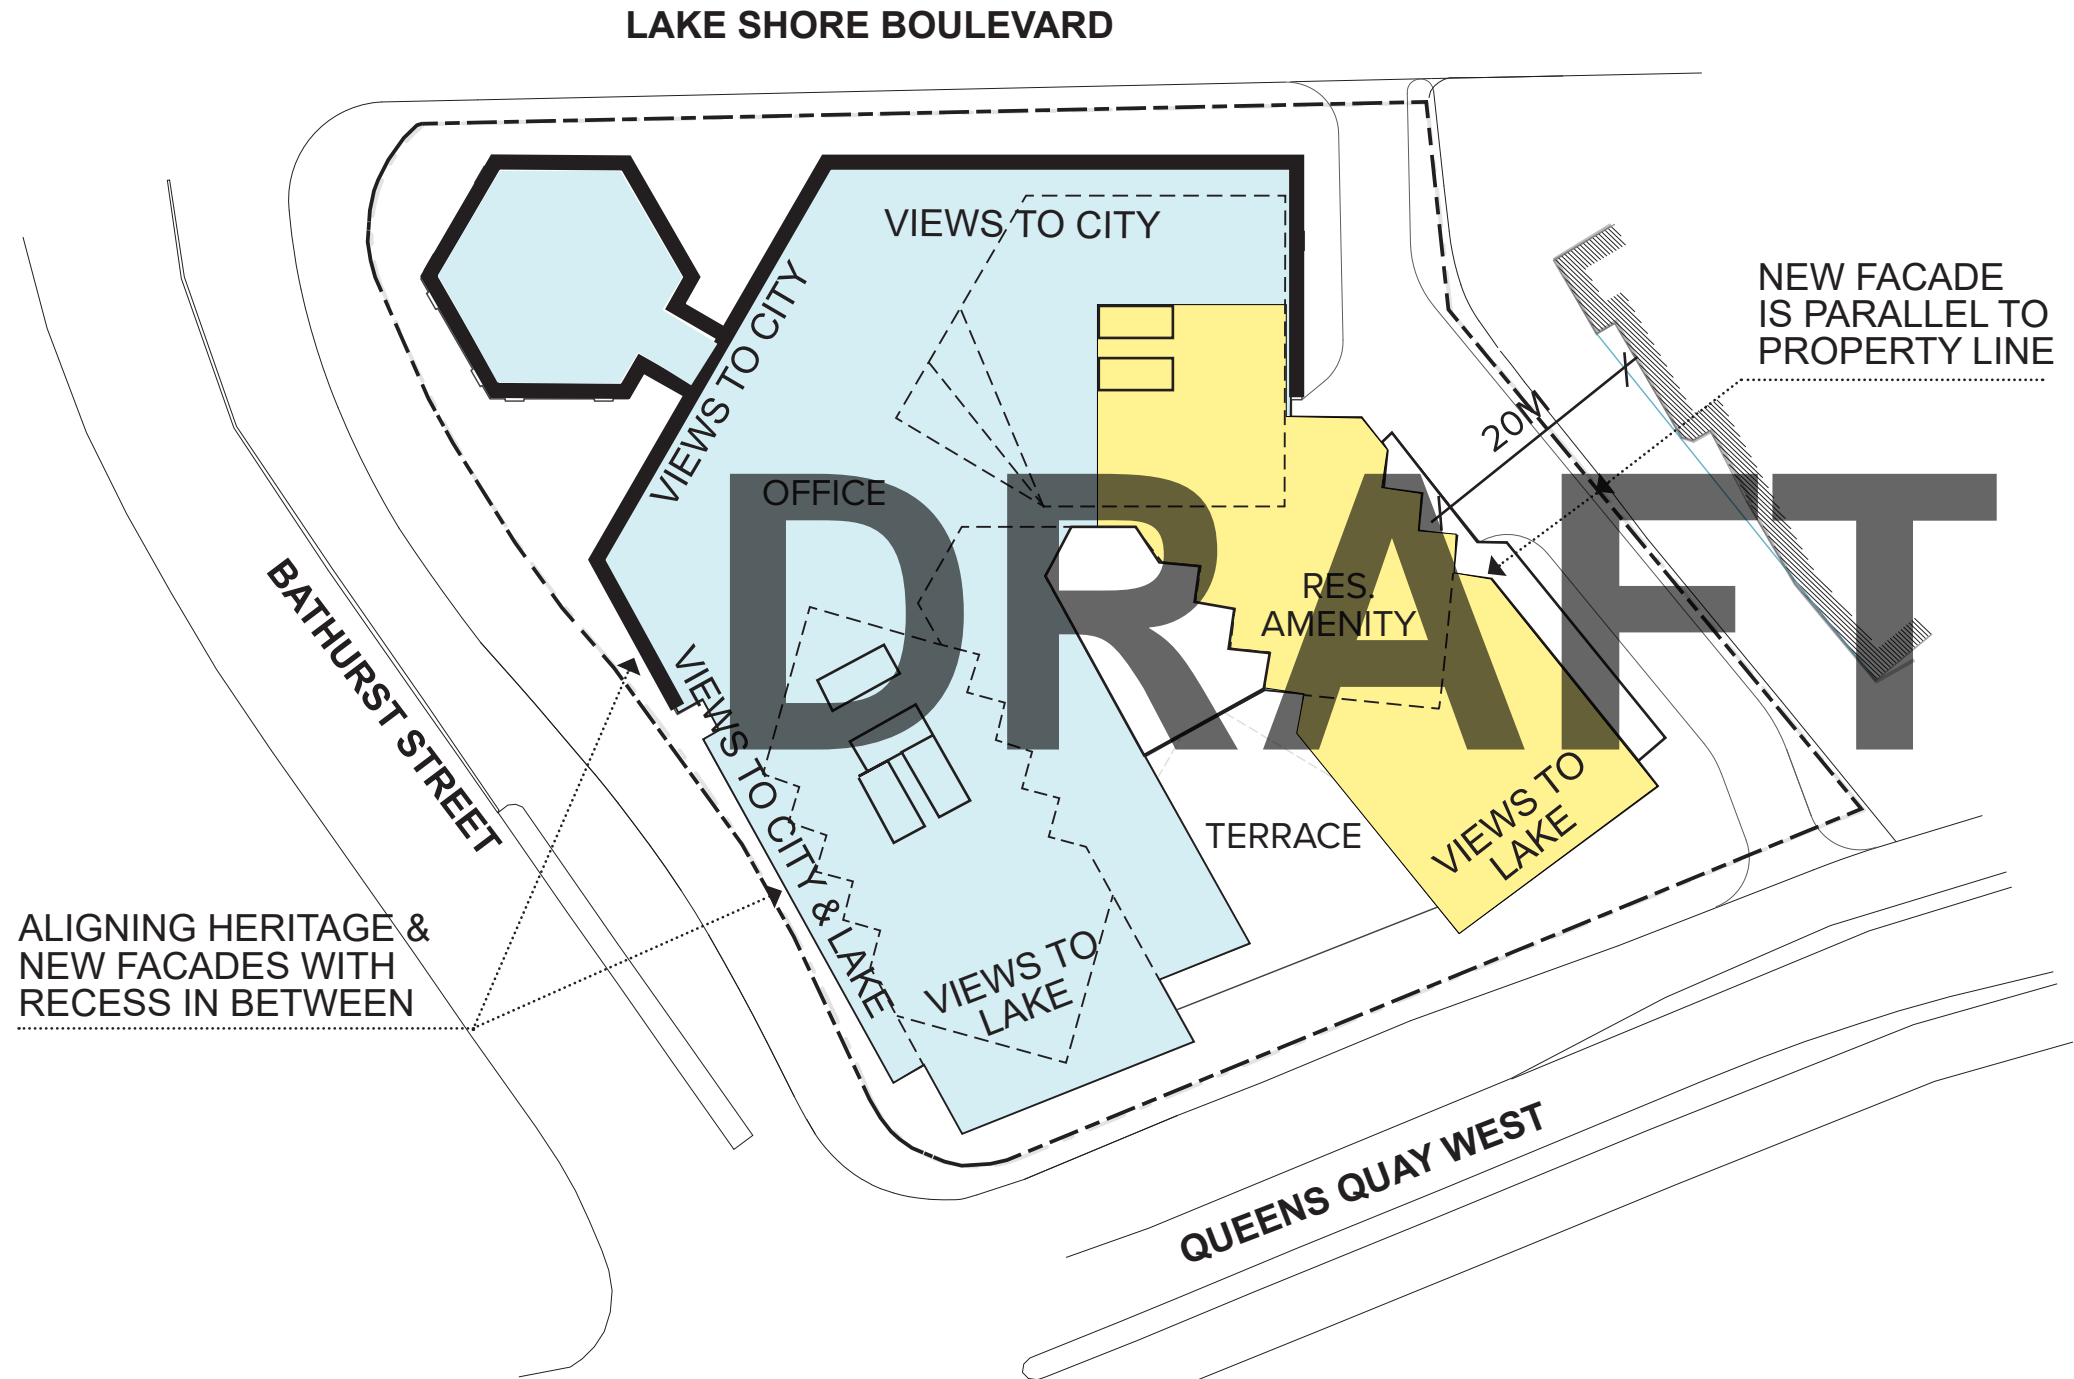 LAKE SHORE BOULEVARD
VIEWS TO CITY
VIEWS TO CITY
NEW FACADE
IS PARALLEL TO
PROPERTY LINE
20M
OFFICE
DRAFT
RES.
AMENITY
BATHURST STREET
VIEWS TO CITY & LAKE
VIEWS TO
LAKE
TERRACE
ALIGNING HERITAGE &
NEW FACADES WITH
RECESS IN BETWEEN
VIEWS TO
LAKE
QUEENS QUAY WEST